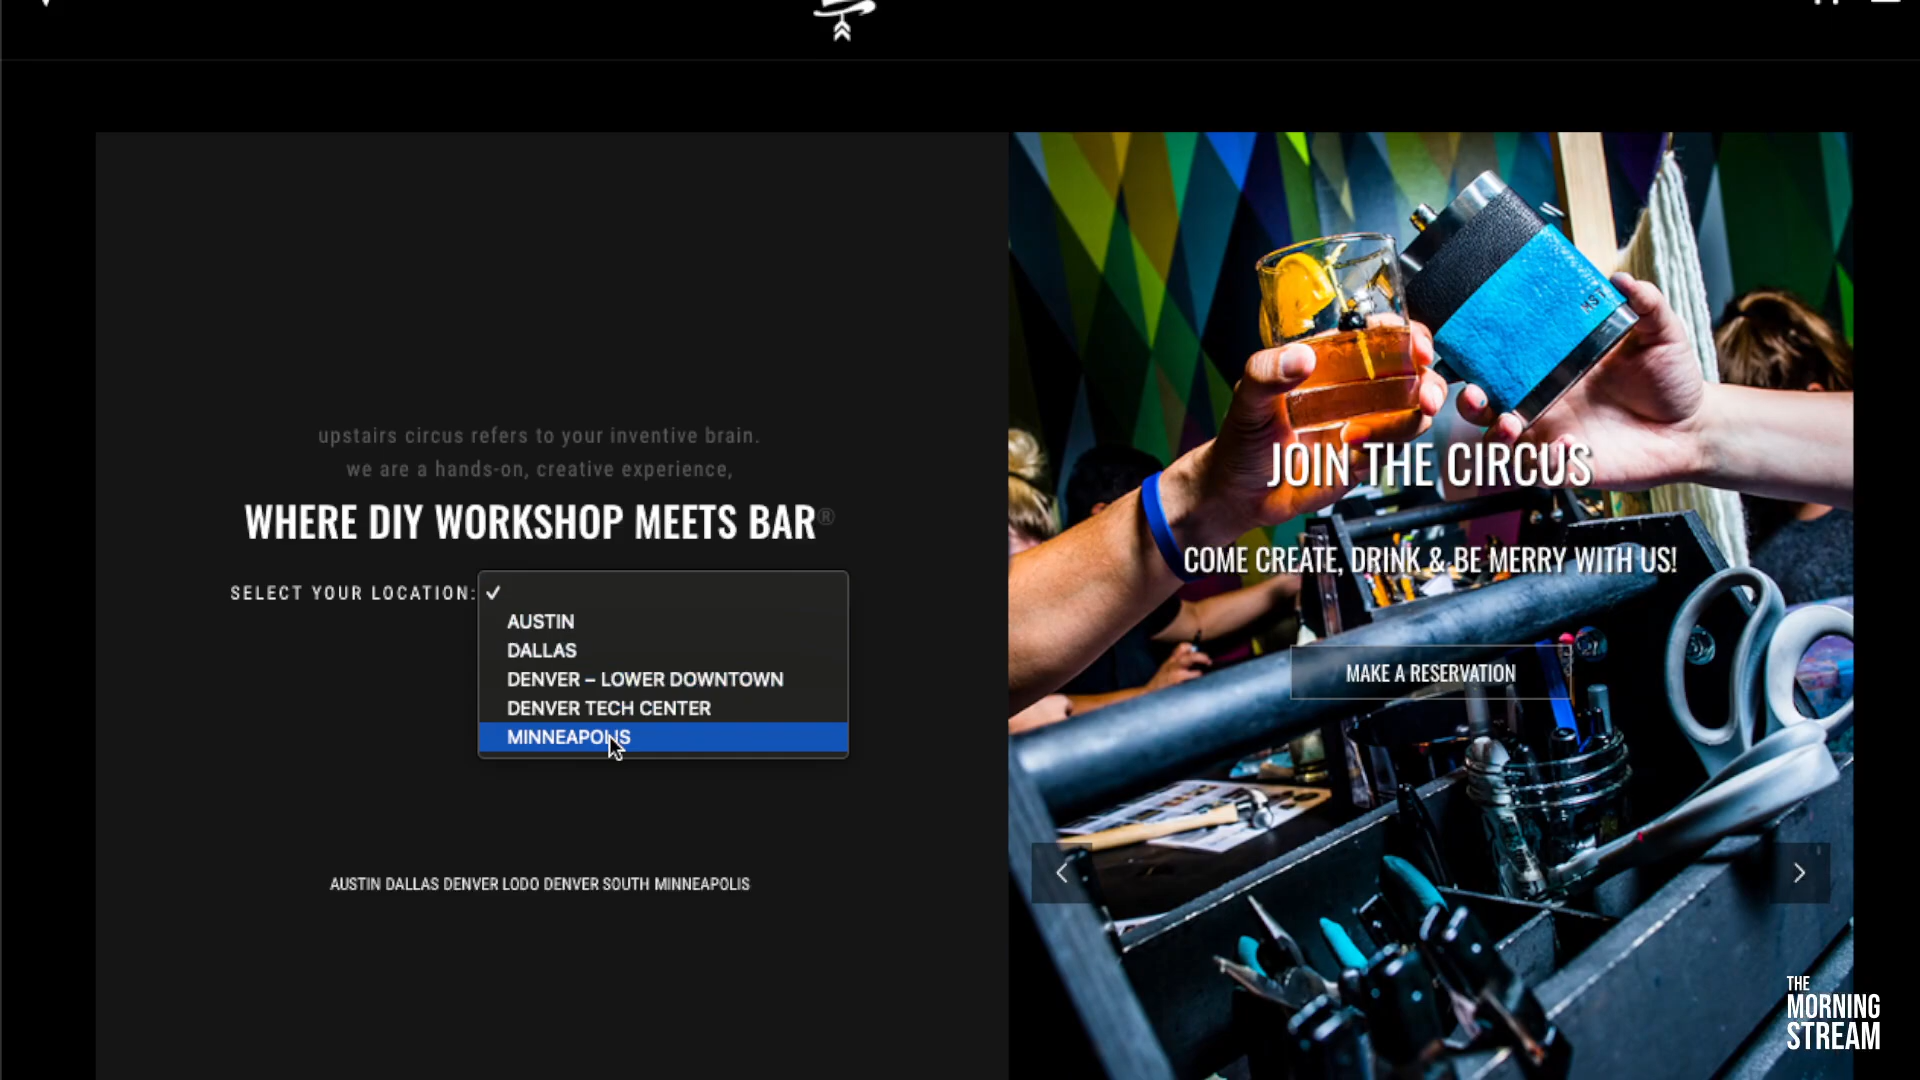 upstairs circus refers to your inventive brain.
we are a hands-on, creative experience,
WHERE DIY WORKSHOP MEETS BAR®
SELECT YOUR LOCATION: ✓
AUSTIN
DALLAS
DENVER – LOWER DOWNTOWN
DENVER TECH CENTER
MINNEAPOLIS
AUSTIN DALLAS DENVER LODO DENVER SOUTH MINNEAPOLIS
MST
JOIN THE CIRCUS
COME CREATE, DRINK & BE MERRY WITH US!
MAKE A RESERVATION
THE
MORNING
STREAM